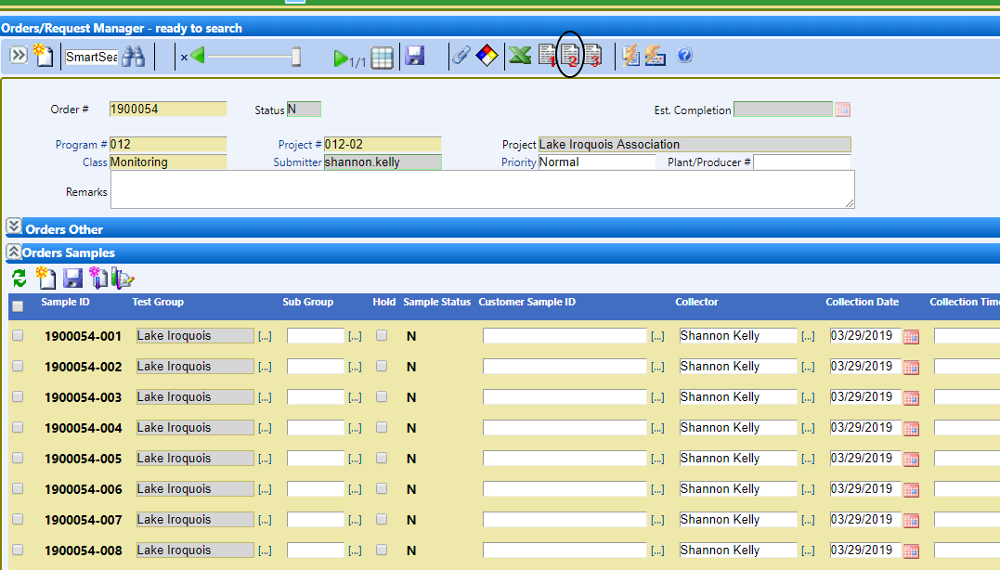 Orders/Request Manager - ready to search
SmartSea 1/1 1 2 3
Order # 1900054 Status N Est. Completion
Program # 012 Project # 012-02 Project Lake Iroquois Association
Class Monitoring Submitter shannon.kelly Priority Normal Plant/Producer #
Remarks
Orders Other
Orders Samples
Sample ID Test Group Sub Group Hold Sample Status Customer Sample ID Collector Collection Date Collection Time
1900054-001 Lake Iroquois [...] [...] N [...] Shannon Kelly [...] 03/29/2019
1900054-002 Lake Iroquois [...] [...] N [...] Shannon Kelly [...] 03/29/2019
1900054-003 Lake Iroquois [...] [...] N [...] Shannon Kelly [...] 03/29/2019
1900054-004 Lake Iroquois [...] [...] N [...] Shannon Kelly [...] 03/29/2019
1900054-005 Lake Iroquois [...] [...] N [...] Shannon Kelly [...] 03/29/2019
1900054-006 Lake Iroquois [...] [...] N [...] Shannon Kelly [...] 03/29/2019
1900054-007 Lake Iroquois [...] [...] N [...] Shannon Kelly [...] 03/29/2019
1900054-008 Lake Iroquois [...] [...] N [...] Shannon Kelly [...] 03/29/2019